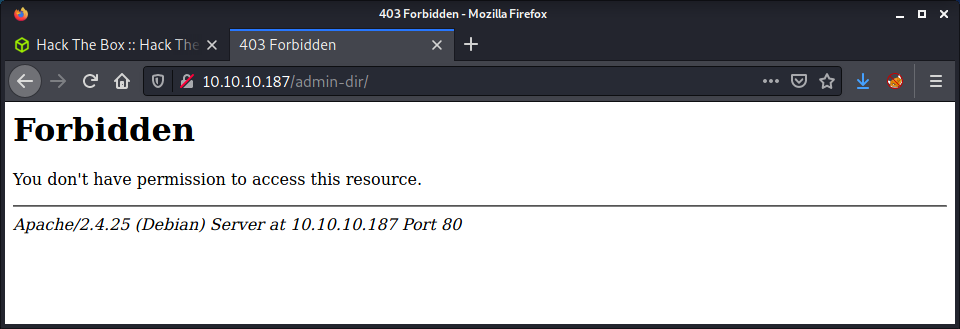 403 Forbidden - Mozilla Firefox
Hack The Box :: Hack The
403 Forbidden
10.10.10.187/admin-dir/
Forbidden
You don't have permission to access this resource.
Apache/2.4.25 (Debian) Server at 10.10.10.187 Port 80